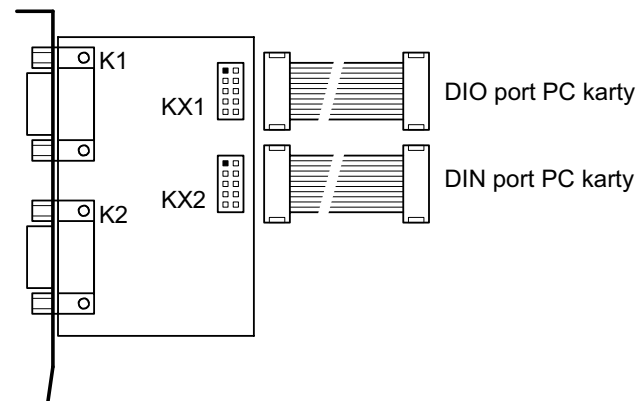 K1
KX1
DIO port PC karty
KX2
DIN port PC karty
K2